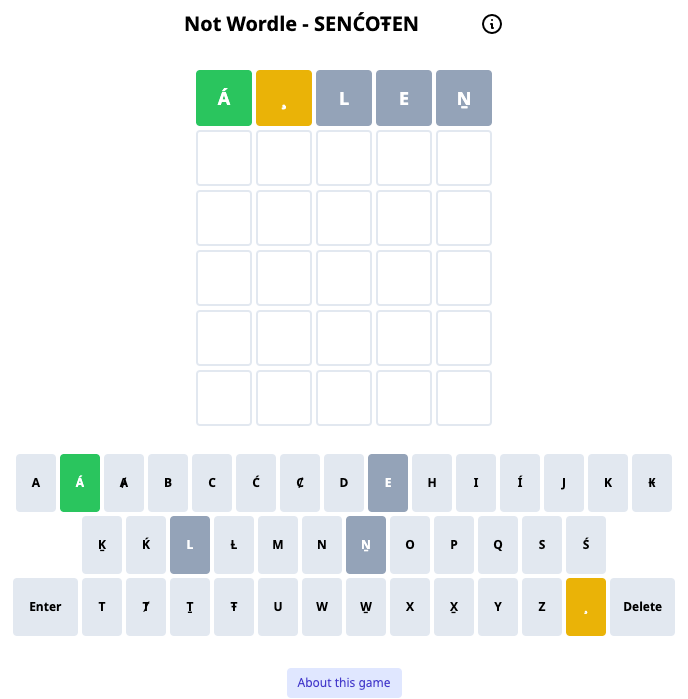 Not Wordle - SENĆOŦEN
Á ¸ L E Ṉ
A Á Ⱥ B C Ć Ȼ D E H I Í J K Ꝁ
Ḵ Ḱ L Ƚ M N Ṉ O P Q S Ś
Enter T Ⱦ Ṯ Ŧ U W W̱ X X̱ Y Z ¸ Delete
About this game